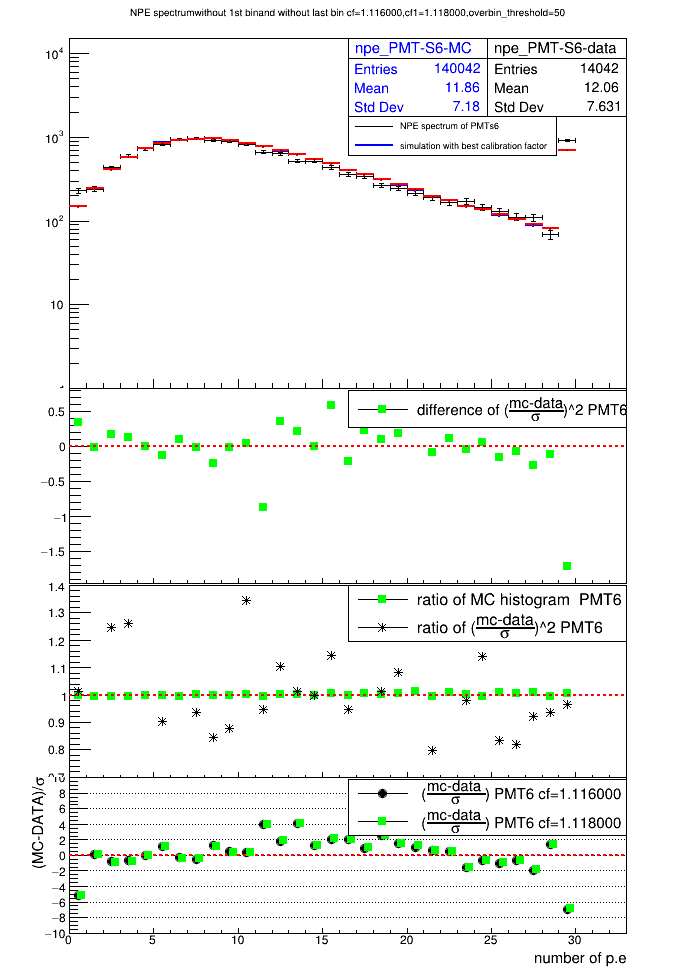 NPE spectrumwithout 1st binand without last bin cf=1.116000,cf1=1.118000,overbin_threshold=50
npe_PMT-S6-MC
Entries 140042
Mean 11.86
Std Dev 7.18
npe_PMT-S6-data
Entries 14042
Mean 12.06
Std Dev 7.631
NPE spectrum of PMTs6
simulation with best calibration factor
10^4
10^3
10^2
10
difference of (mc-data/σ)^2 PMT6
0.5
0
−0.5
−1
−1.5
ratio of MC histogram PMT6
ratio of (mc-data/σ)^2 PMT6
1.4
1.3
1.2
1.1
1
0.9
0.8
0.7
(mc-data/σ) PMT6 cf=1.116000
(mc-data/σ) PMT6 cf=1.118000
(MC-DATA)/σ
8
6
4
2
0
−2
−4
−6
−8
−10
0 5 10 15 20 25 30
number of p.e